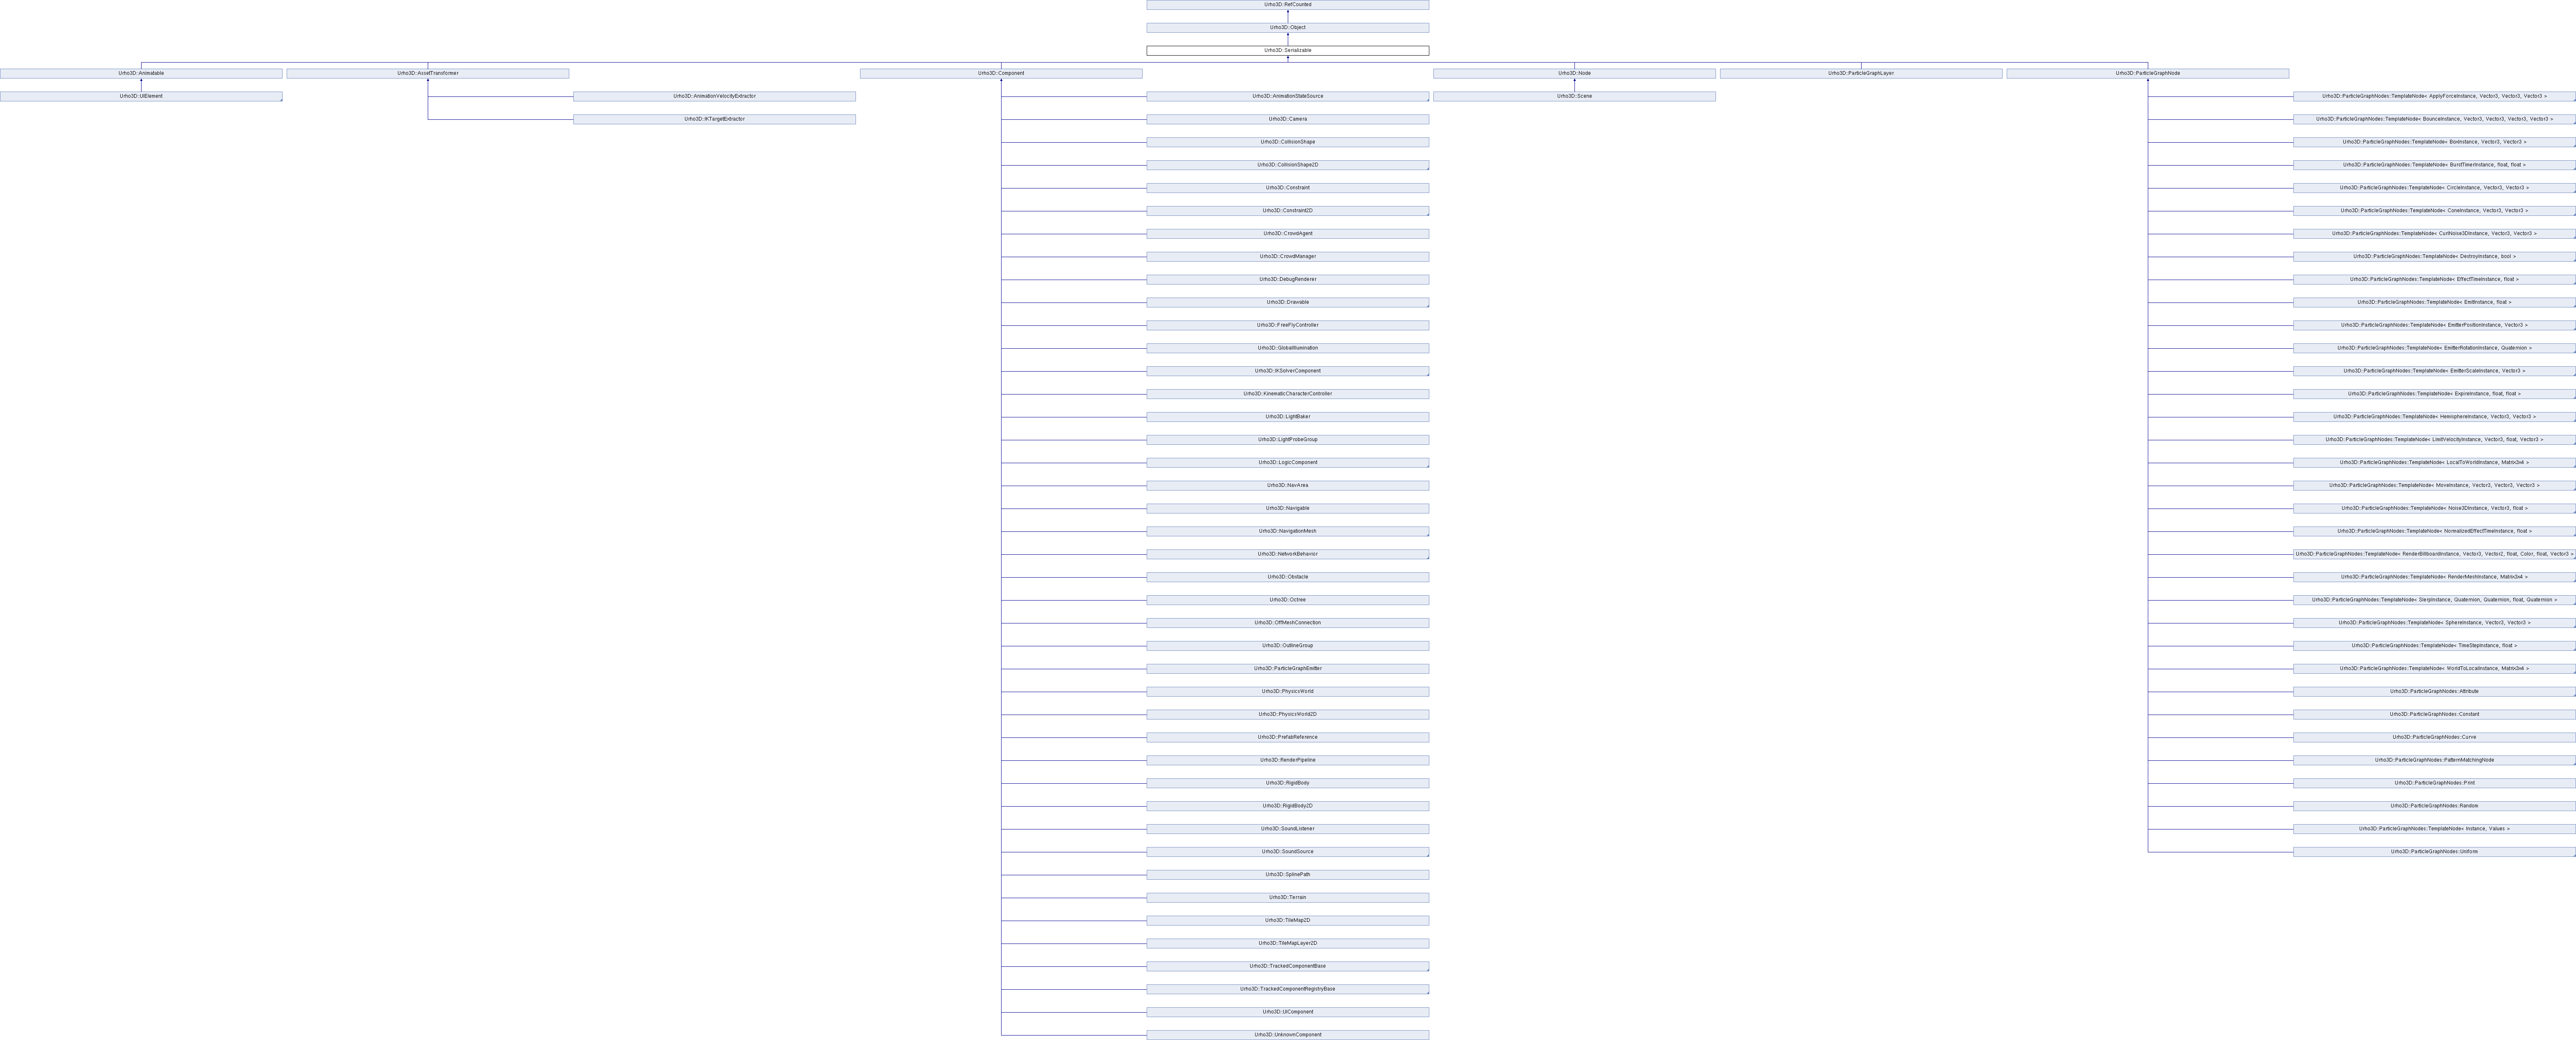 Urho3D::RefCounted
Urho3D::Object
Urho3D::Serializable
Urho3D::Animatable
Urho3D::AssetTransformer
Urho3D::Component
Urho3D::Node
Urho3D::ParticleGraphLayer
Urho3D::ParticleGraphNode
Urho3D::UIElement
Urho3D::AnimationVelocityExtractor
Urho3D::IKTargetExtractor
Urho3D::AnimationStateSource
Urho3D::Camera
Urho3D::CollisionShape
Urho3D::CollisionShape2D
Urho3D::Constraint
Urho3D::Constraint2D
Urho3D::CrowdAgent
Urho3D::CrowdManager
Urho3D::DebugRenderer
Urho3D::Drawable
Urho3D::FreeFlyController
Urho3D::GlobalIllumination
Urho3D::IKSolverComponent
Urho3D::KinematicCharacterController
Urho3D::LightBaker
Urho3D::LightProbeGroup
Urho3D::LogicComponent
Urho3D::NavArea
Urho3D::Navigable
Urho3D::NavigationMesh
Urho3D::NetworkBehavior
Urho3D::Obstacle
Urho3D::Octree
Urho3D::OffMeshConnection
Urho3D::OutlineGroup
Urho3D::ParticleGraphEmitter
Urho3D::PhysicsWorld
Urho3D::PhysicsWorld2D
Urho3D::PrefabReference
Urho3D::RenderPipeline
Urho3D::RigidBody
Urho3D::RigidBody2D
Urho3D::SoundListener
Urho3D::SoundSource
Urho3D::SplinePath
Urho3D::Terrain
Urho3D::TileMap2D
Urho3D::TileMapLayer2D
Urho3D::TrackedComponentBase
Urho3D::TrackedComponentRegistryBase
Urho3D::UIComponent
Urho3D::UnknownComponent
Urho3D::Scene
Urho3D::ParticleGraphNodes::TemplateNode< ApplyForceInstance, Vector3, Vector3, Vector3 >
Urho3D::ParticleGraphNodes::TemplateNode< BounceInstance, Vector3, Vector3, Vector3, Vector3 >
Urho3D::ParticleGraphNodes::TemplateNode< BoxInstance, Vector3, Vector3 >
Urho3D::ParticleGraphNodes::TemplateNode< BurstTimerInstance, float, float >
Urho3D::ParticleGraphNodes::TemplateNode< CircleInstance, Vector3, Vector3 >
Urho3D::ParticleGraphNodes::TemplateNode< ConeInstance, Vector3, Vector3 >
Urho3D::ParticleGraphNodes::TemplateNode< CurlNoise3DInstance, Vector3, Vector3 >
Urho3D::ParticleGraphNodes::TemplateNode< DestroyInstance, bool >
Urho3D::ParticleGraphNodes::TemplateNode< EffectTimeInstance, float >
Urho3D::ParticleGraphNodes::TemplateNode< EmitInstance, float >
Urho3D::ParticleGraphNodes::TemplateNode< EmitterPositionInstance, Vector3 >
Urho3D::ParticleGraphNodes::TemplateNode< EmitterRotationInstance, Quaternion >
Urho3D::ParticleGraphNodes::TemplateNode< EmitterScaleInstance, Vector3 >
Urho3D::ParticleGraphNodes::TemplateNode< ExpireInstance, float, float >
Urho3D::ParticleGraphNodes::TemplateNode< HemisphereInstance, Vector3, Vector3 >
Urho3D::ParticleGraphNodes::TemplateNode< LimitVelocityInstance, Vector3, float, Vector3 >
Urho3D::ParticleGraphNodes::TemplateNode< LocalToWorldInstance, Matrix3x4 >
Urho3D::ParticleGraphNodes::TemplateNode< MoveInstance, Vector3, Vector3, Vector3 >
Urho3D::ParticleGraphNodes::TemplateNode< Noise3DInstance, Vector3, float >
Urho3D::ParticleGraphNodes::TemplateNode< NormalizedEffectTimeInstance, float >
Urho3D::ParticleGraphNodes::TemplateNode< RenderBillboardInstance, Vector3, Vector2, float, Color, float, Vector3 >
Urho3D::ParticleGraphNodes::TemplateNode< RenderMeshInstance, Matrix3x4 >
Urho3D::ParticleGraphNodes::TemplateNode< SlerpInstance, Quaternion, Quaternion, float, Quaternion >
Urho3D::ParticleGraphNodes::TemplateNode< SphereInstance, Vector3, Vector3 >
Urho3D::ParticleGraphNodes::TemplateNode< TimeStepInstance, float >
Urho3D::ParticleGraphNodes::TemplateNode< WorldToLocalInstance, Matrix3x4 >
Urho3D::ParticleGraphNodes::Attribute
Urho3D::ParticleGraphNodes::Constant
Urho3D::ParticleGraphNodes::Curve
Urho3D::ParticleGraphNodes::PatternMatchingNode
Urho3D::ParticleGraphNodes::Print
Urho3D::ParticleGraphNodes::Random
Urho3D::ParticleGraphNodes::TemplateNode< Instance, Values >
Urho3D::ParticleGraphNodes::Uniform